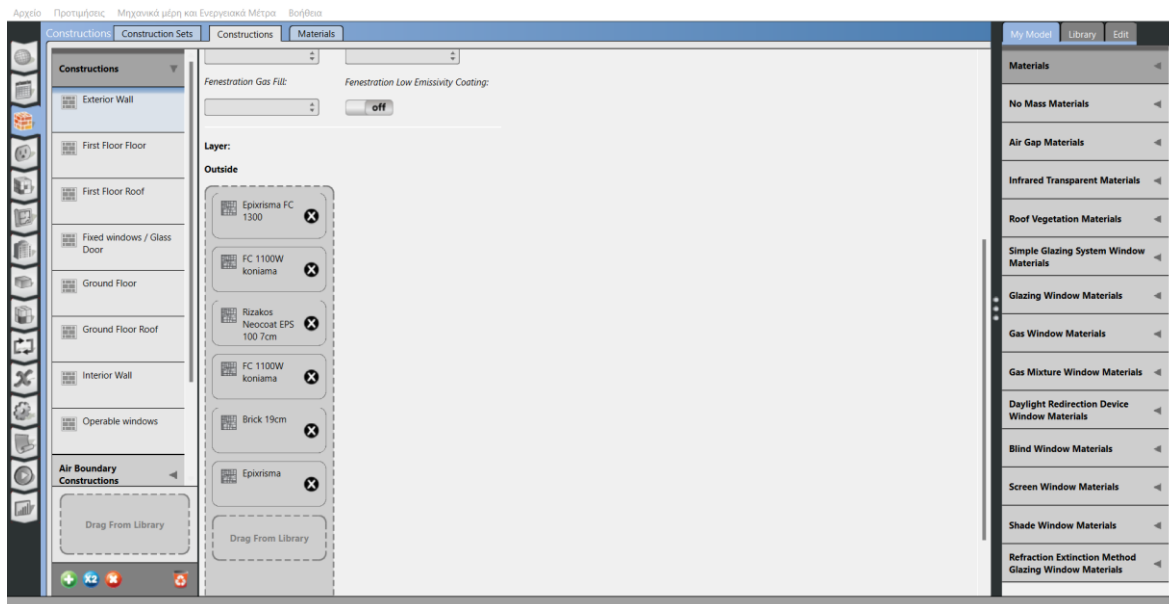 Αρχείο Προτιμήσεις Μηχανικά μέρη και Ενεργειακά Μέτρα Βοήθεια
Constructions Construction Sets Constructions Materials
Constructions
Exterior Wall
First Floor Floor
First Floor Roof
Fixed windows / Glass
Door
Ground Floor
Ground Floor Roof
Interior Wall
Operable windows
Air Boundary
Constructions
Drag From Library
X2
Fenestration Gas Fill: Fenestration Low Emissivity Coating:
off
Layer:
Outside
Epixrisma FC
1300
FC 1100W
koniama
Rizakos
Neocoat EPS
100 7cm
FC 1100W
koniama
Brick 19cm
Epixrisma
Drag From Library
My Model Library Edit
Materials
No Mass Materials
Air Gap Materials
Infrared Transparent Materials
Roof Vegetation Materials
Simple Glazing System Window
Materials
Glazing Window Materials
Gas Window Materials
Gas Mixture Window Materials
Daylight Redirection Device
Window Materials
Blind Window Materials
Screen Window Materials
Shade Window Materials
Refraction Extinction Method
Glazing Window Materials